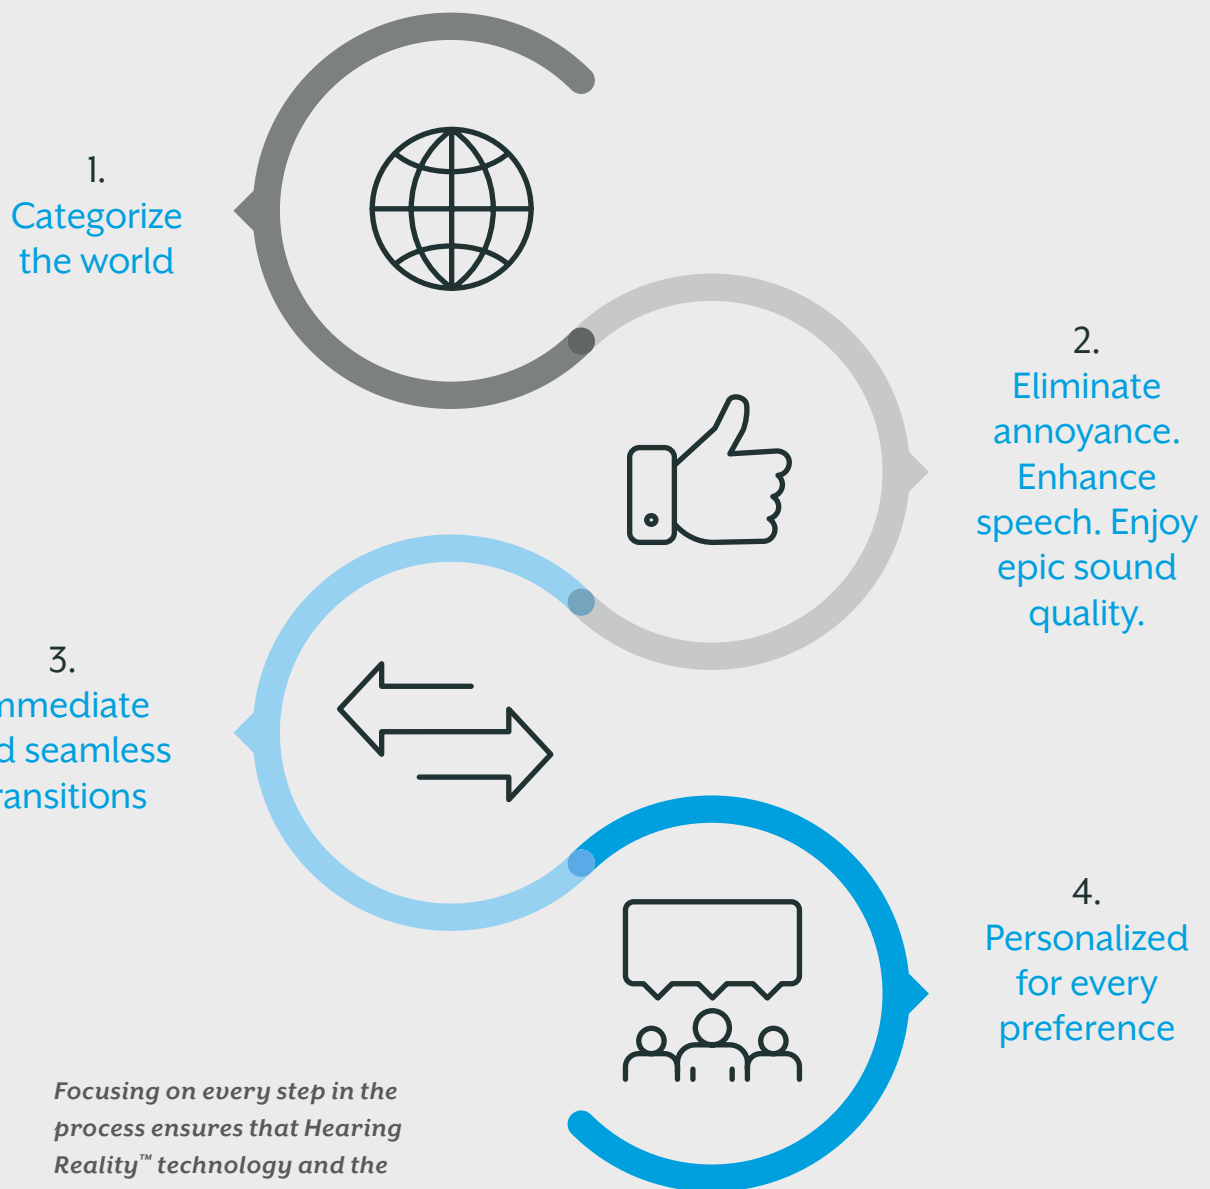 1.
Categorize
the world
2.
Eliminate
annoyance.
Enhance
speech. Enjoy
epic sound
quality.
3.
mmediate
d seamless
ransitions
4.
Personalized
for every
preference
Focusing on every step in the
process ensures that Hearing
Reality™ technology and the